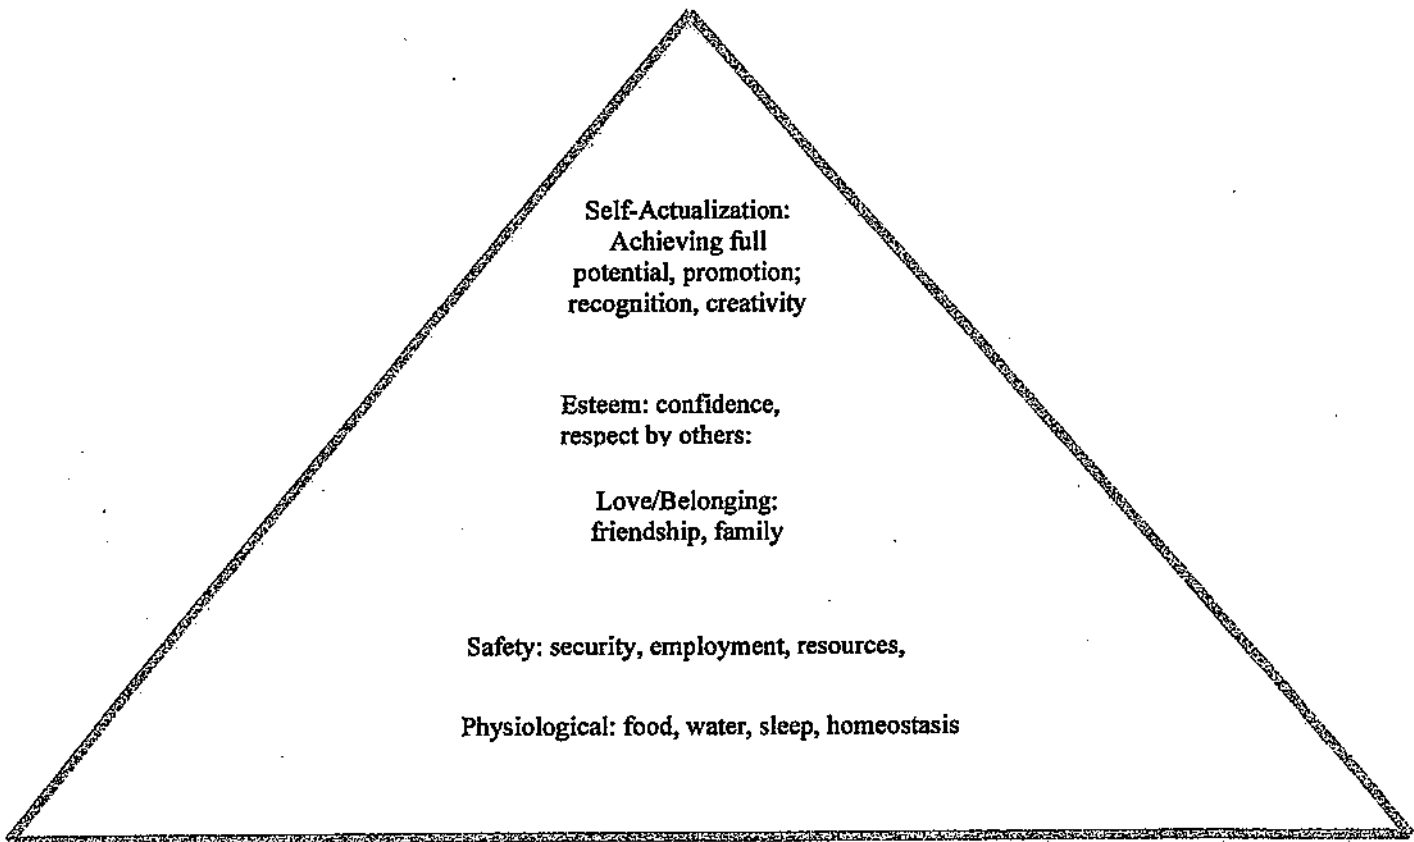 Self-Actualization:
Achieving full
potential, promotion;
recognition, creativity
Esteem: confidence,
respect by others:
Love/Belonging:
friendship, family
Safety: security, employment, resources,
Physiological: food, water, sleep, homeostasis